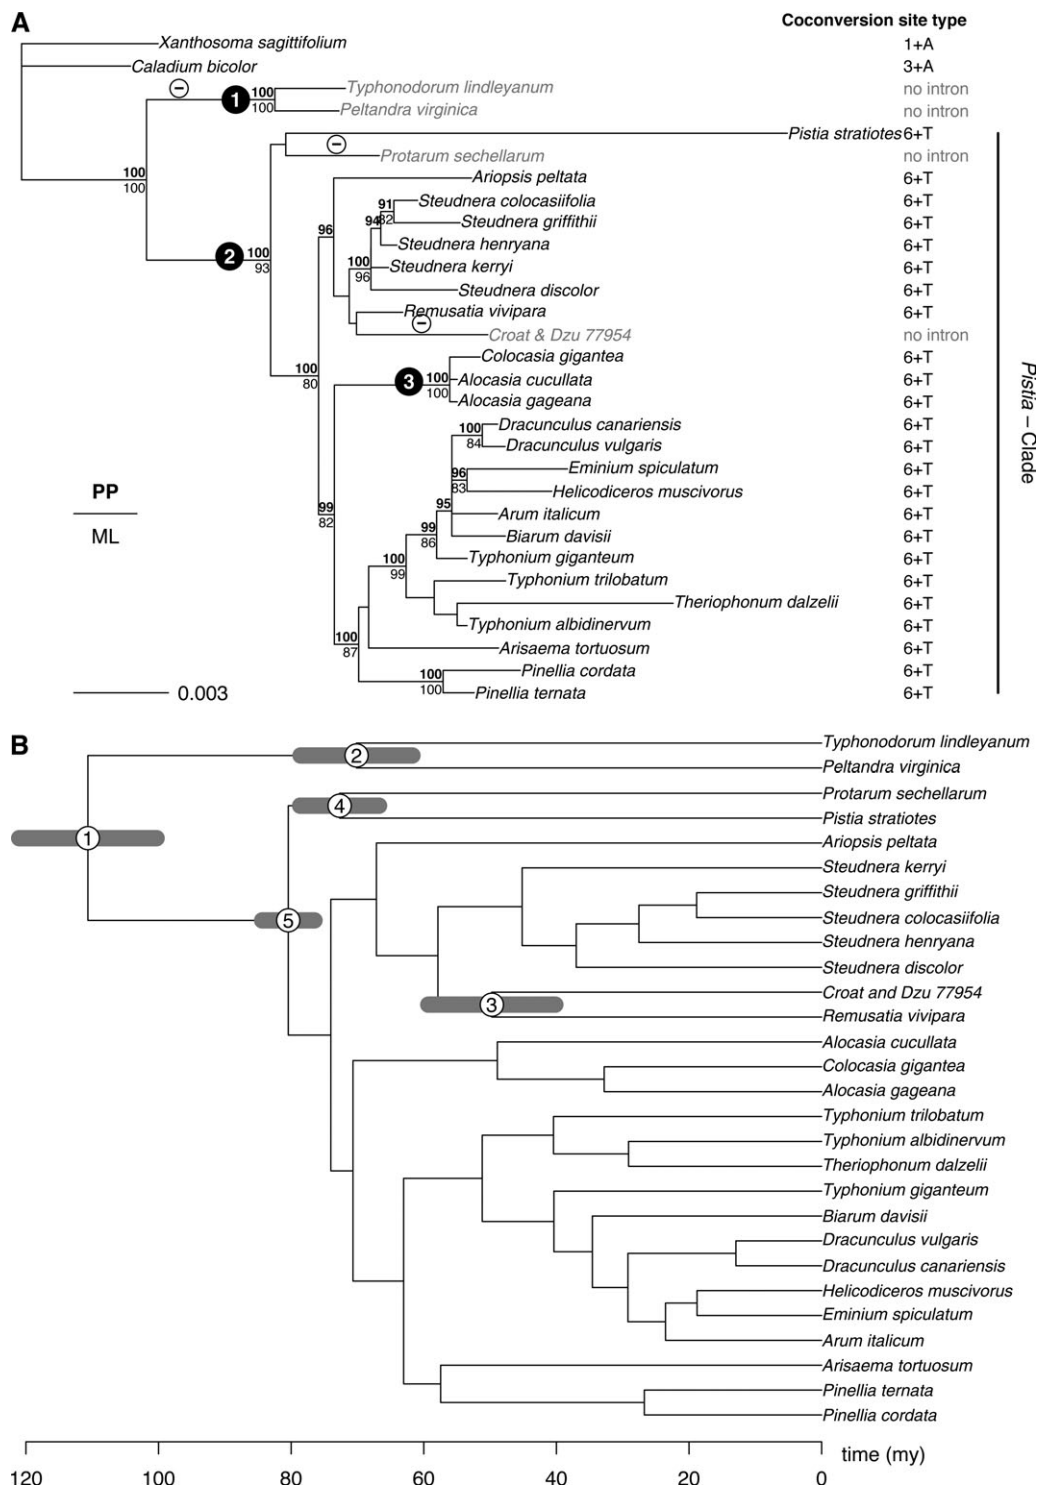 A
Coconversion site type
Xanthosoma sagittifolium 1+A
Caladium bicolor 3+A
−
1
100
100
Typhonodorum lindleyanum no intron
Peltandra virginica no intron
Pistia stratiotes 6+T
−
Protarum sechellarum no intron
100
100
Ariopsis peltata 6+T
Steudnera colocasiifolia 6+T
91
82
Steudnera griffithii 6+T
94
96
Steudnera henryana 6+T
2
100
93
100
96
Steudnera kerryi 6+T
Steudnera discolor 6+T
Remusatia vivipara 6+T
−
Croat & Dzu 77954 no intron
Colocasia gigantea 6+T
100
80
3
100
100
Alocasia cucullata 6+T
Alocasia gageana 6+T
Pistia – Clade
Dracunculus canariensis 6+T
100
84
Dracunculus vulgaris 6+T
Eminium spiculatum 6+T
96
83
Helicodiceros muscivorus 6+T
PP
ML
99
82
95
Arum italicum 6+T
99
86
Biarum davisii 6+T
Typhonium giganteum 6+T
100
99
Typhonium trilobatum 6+T
Theriophonum dalzelii 6+T
Typhonium albidinervum 6+T
100
87
Arisaema tortuosum 6+T
Pinellia cordata 6+T
100
100
Pinellia ternata 6+T
0.003
B
Typhonodorum lindleyanum
2
Peltandra virginica
Protarum sechellarum
4
Pistia stratiotes
1
Ariopsis peltata
Steudnera kerryi
Steudnera griffithii
5
Steudnera colocasiifolia
Steudnera henryana
Steudnera discolor
Croat and Dzu 77954
3
Remusatia vivipara
Alocasia cucullata
Colocasia gigantea
Alocasia gageana
Typhonium trilobatum
Typhonium albidinervum
Theriophonum dalzelii
Typhonium giganteum
Biarum davisii
Dracunculus vulgaris
Dracunculus canariensis
Helicodiceros muscivorus
Eminium spiculatum
Arum italicum
Arisaema tortuosum
Pinellia ternata
Pinellia cordata
time (my)
120 100 80 60 40 20 0